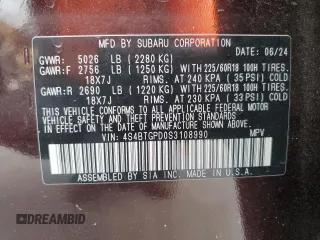 MFD BY SUBARU CORPORATION
GVWR: 5026 LB (2280 KG) DATE 06/24
GAWR:F 2756 LB (1250 KG) WITH 225/60R18 100H TIRES,
18X7J RIMS, AT 240 KPA (35 PSI) COLD
GAWR:R 2690 LB (1220 KG) WITH 225/60R18 100H TIRES,
18X7J RIMS, AT 230 KPA (33 PSI) COLD
THIS VEHICLE CONFORMS TO ALL APPLICABLE
FEDERAL MOTOR VEHICLE SAFETY, BUMPER, AND
THEFT PREVENTION STANDARDS IN EFFECT ON THE
DATE OF MANUFACTURE SHOWN ABOVE.
VIN: 4S4BTGPD0S3108990 MPV
ASSEMBLED BY SIA INC. MADE IN U.S.A.
DREAMBID